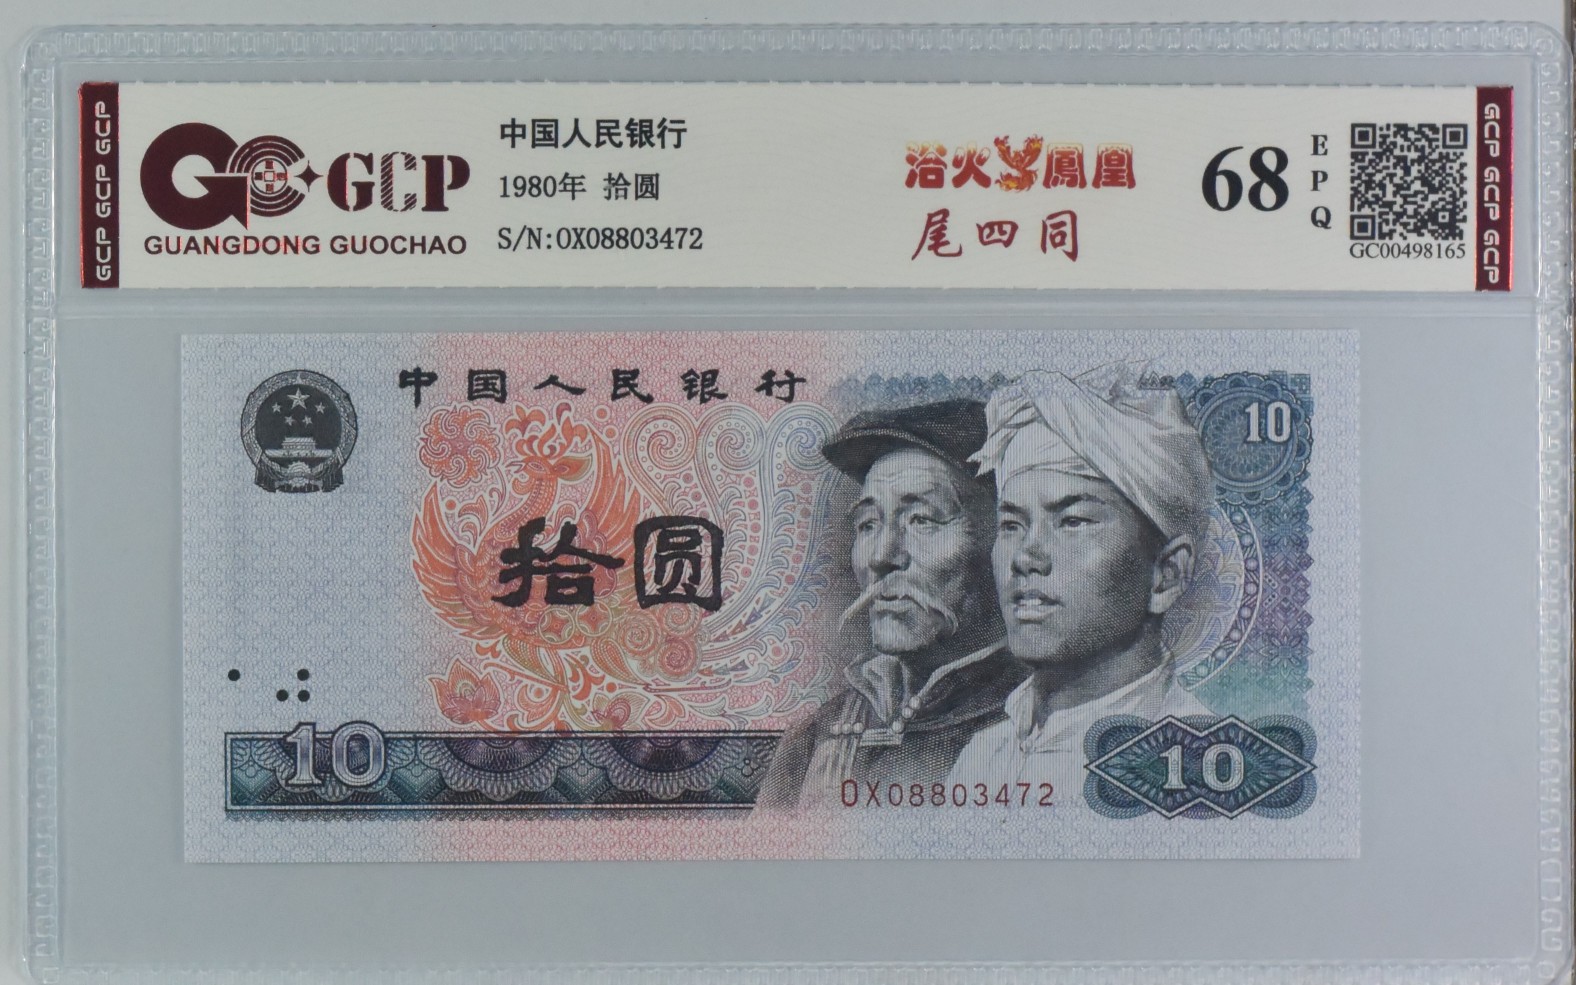 GCP GCP GCP
GCP
GUANGDONG GUOCHAO
中国人民银行
1980年 拾圆
S/N:OX08803472
浴火鳳凰
尾四同
68
EPQ
GC00498165
GCP GCP GCP
中国人民银行
10
拾圆
10
OX08803472
10